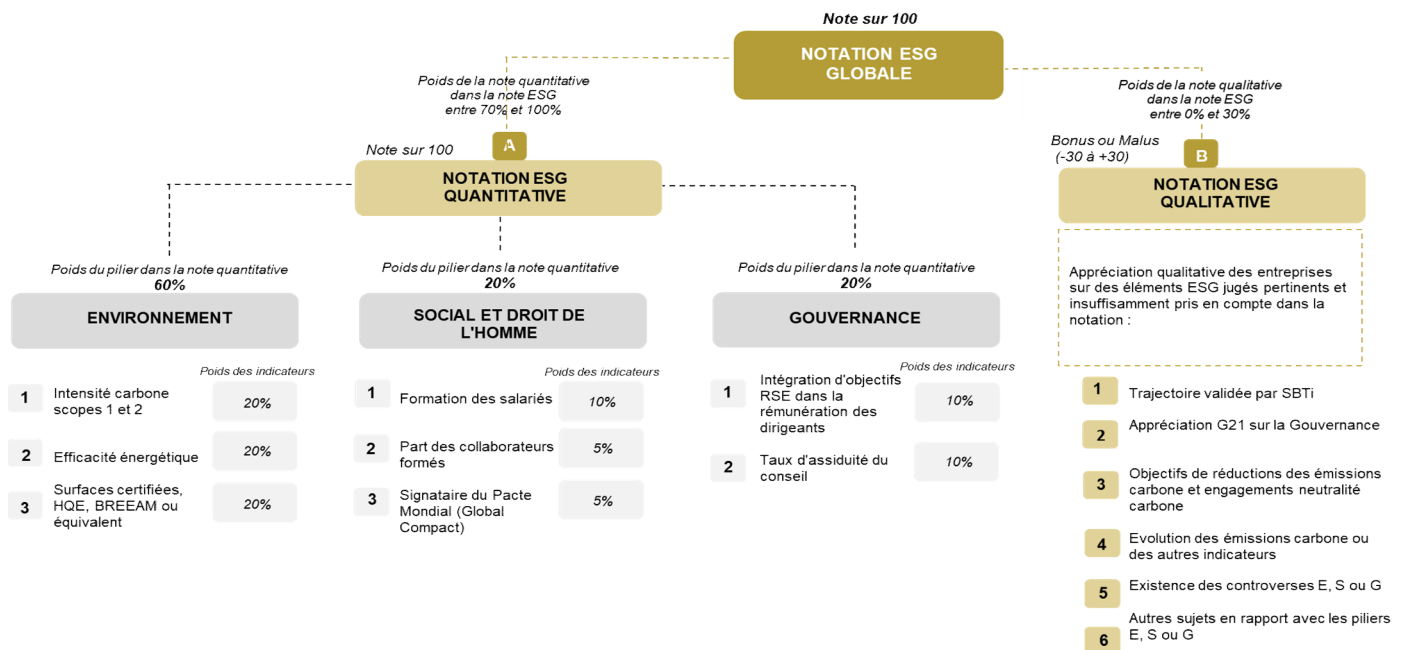 Note sur 100
NOTATION ESG
GLOBALE
Poids de la note quantitative
dans la note ESG
entre 70% et 100%
Poids de la note qualitative
dans la note ESG
entre 0% et 30%
Note sur 100
A
NOTATION ESG
QUANTITATIVE
Bonus ou Malus
(-30 à +30)
B
NOTATION ESG
QUALITATIVE
Poids du pilier dans la note quantitative
60%
ENVIRONNEMENT
Poids des indicateurs
1
Intensité carbone
scopes 1 et 2
20%
2
Efficacité énergétique
20%
3
Surfaces certifiées,
HQE, BREEAM ou
équivalent
20%
Poids du pilier dans la note quantitative
20%
SOCIAL ET DROIT DE
L'HOMME
Poids des indicateurs
1
Formation des salariés
10%
2
Part des collaborateurs
formés
5%
3
Signataire du Pacte
Mondial (Global
Compact)
5%
Poids du pilier dans la note quantitative
20%
GOUVERNANCE
Poids des indicateurs
1
Intégration d'objectifs
RSE dans la
rémunération des
dirigeants
10%
2
Taux d'assiduité du
conseil
10%
Appréciation qualitative des entreprises
sur des éléments ESG jugés pertinents et
insuffisamment pris en compte dans la
notation :
1
Trajectoire validée par SBTi
2
Appréciation G21 sur la Gouvernance
3
Objectifs de réductions des émissions
carbone et engagements neutralité
carbone
4
Evolution des émissions carbone ou
des autres indicateurs
5
Existence des controverses E, S ou G
6
Autres sujets en rapport avec les piliers
E, S ou G